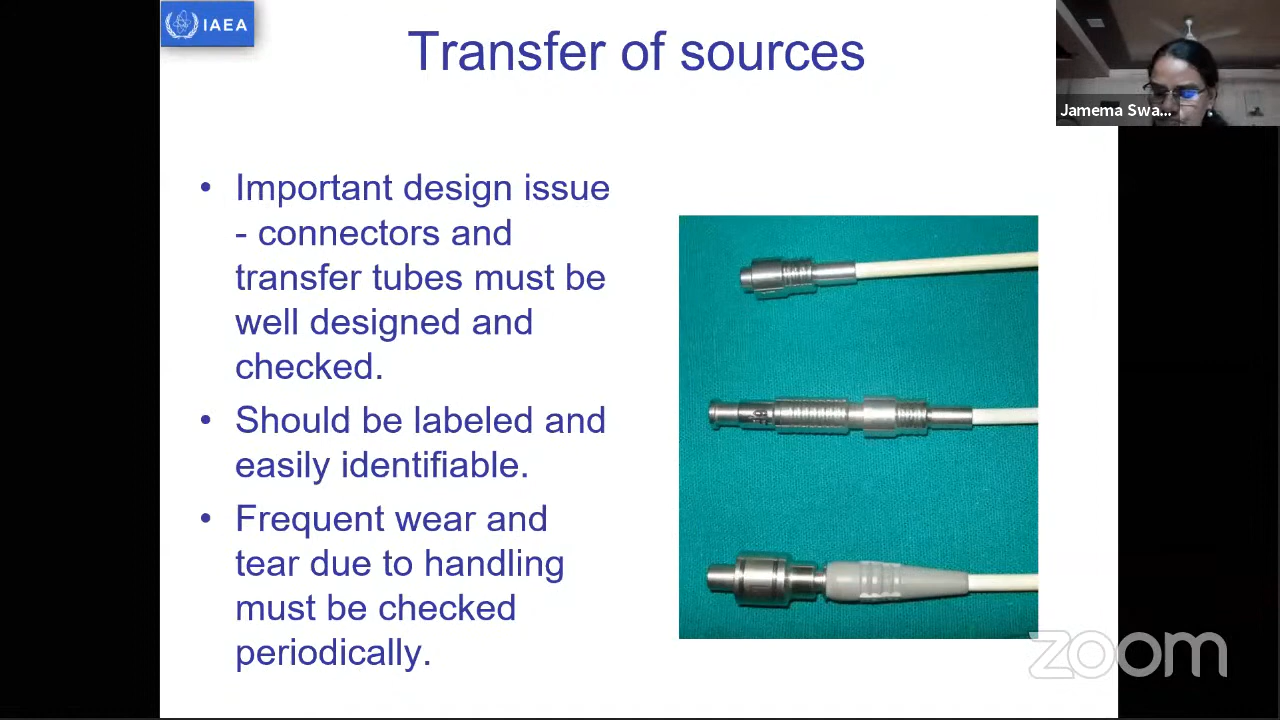 IAEA
Transfer of sources
Jamema Swa...
• Important design issue
- connectors and
transfer tubes must be
well designed and
checked.
• Should be labeled and
easily identifiable.
• Frequent wear and
tear due to handling
must be checked
periodically.
zoom